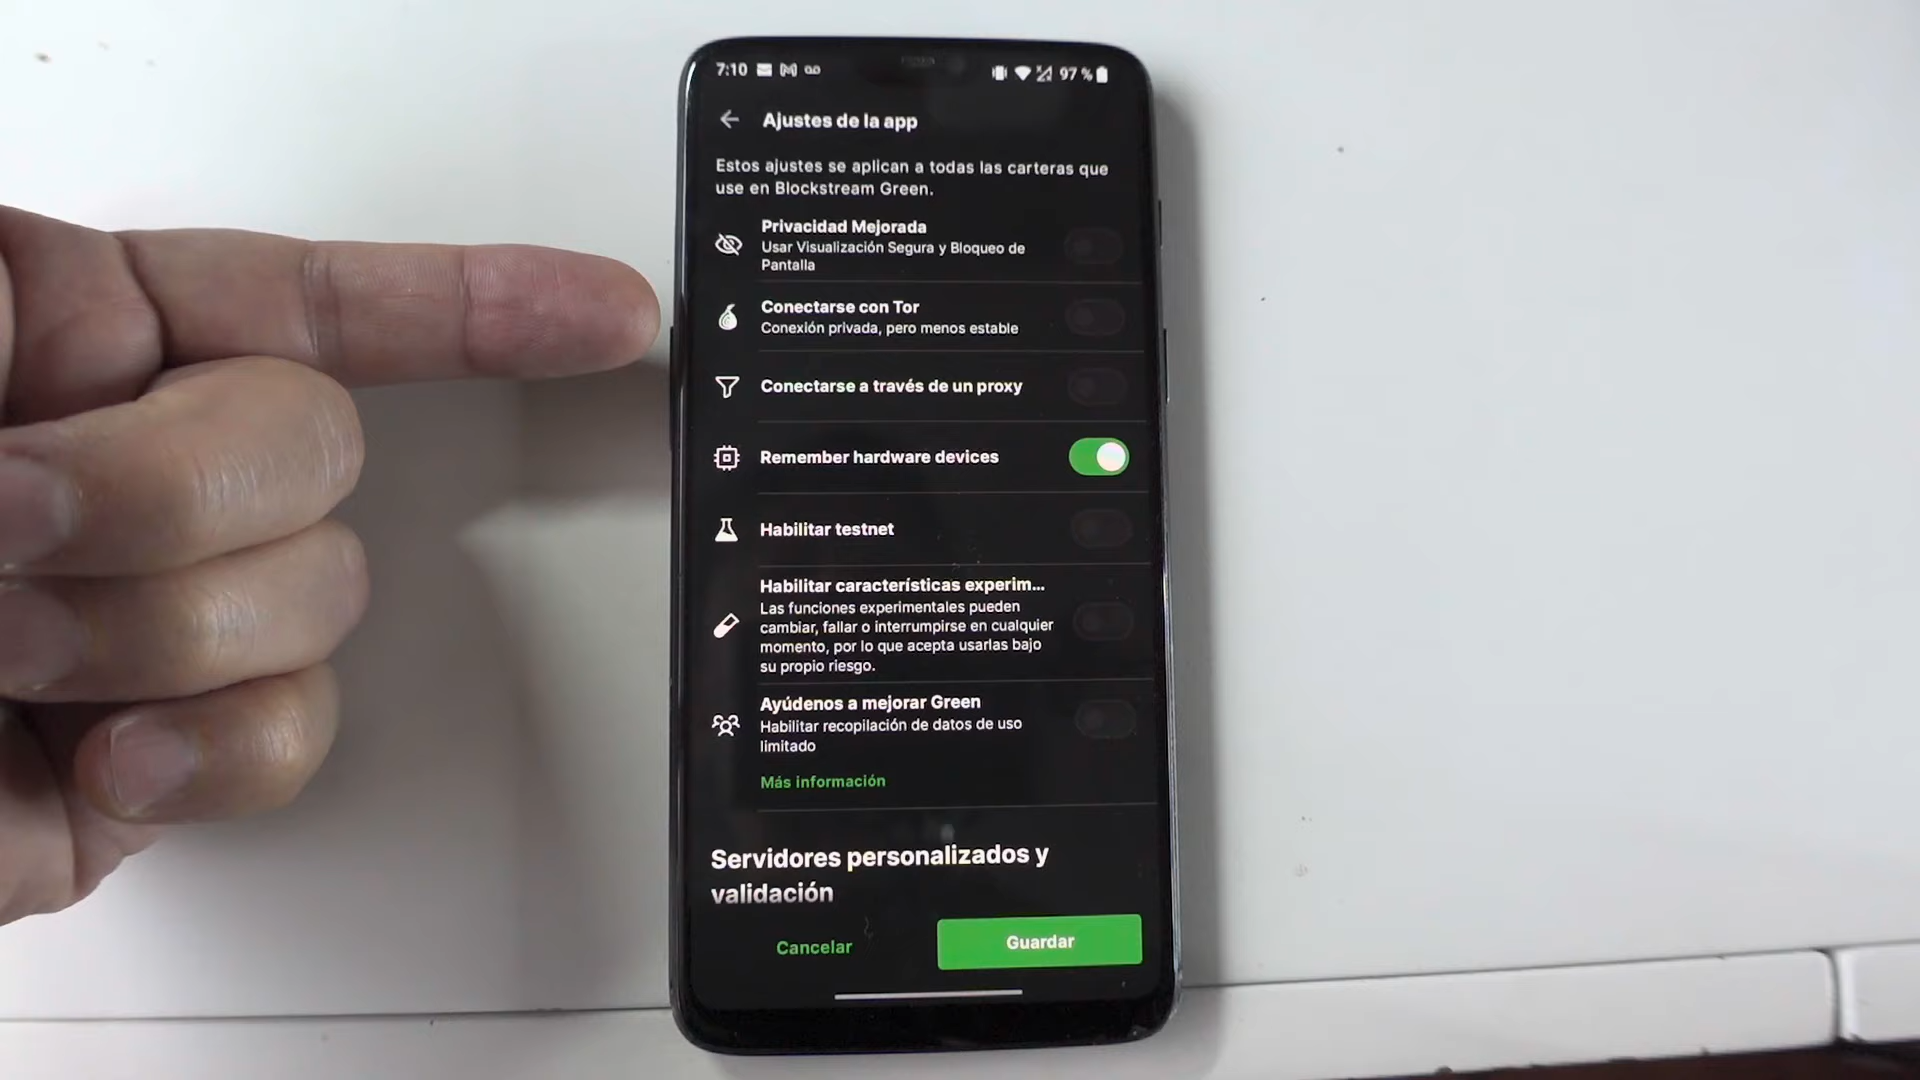 7:10
97 %
Ajustes de la app
Estos ajustes se aplican a todas las carteras que
use en Blockstream Green.
Privacidad Mejorada
Usar Visualización Segura y Bloqueo de
Pantalla
Conectarse con Tor
Conexión privada, pero menos estable
Conectarse a través de un proxy
Remember hardware devices
Habilitar testnet
Habilitar características experim...
Las funciones experimentales pueden
cambiar, fallar o interrumpirse en cualquier
momento, por lo que acepta usarlas bajo
su propio riesgo.
Ayúdenos a mejorar Green
Habilitar recopilación de datos de uso
limitado
Más información
Servidores personalizados y
validación
Cancelar
Guardar